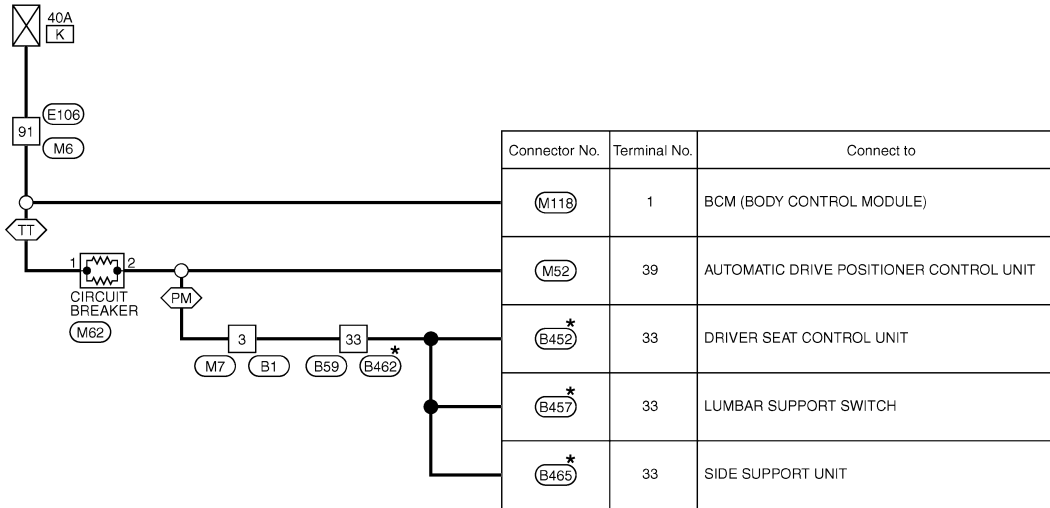 40A
K
E106
91
M6
TT
1 2
CIRCUIT
BREAKER
M62
PM
3 33
M7 B1 B59 B462*
Connector No. Terminal No. Connect to
M118 1 BCM (BODY CONTROL MODULE)
M52 39 AUTOMATIC DRIVE POSITIONER CONTROL UNIT
B452* 33 DRIVER SEAT CONTROL UNIT
B457* 33 LUMBAR SUPPORT SWITCH
B465* 33 SIDE SUPPORT UNIT